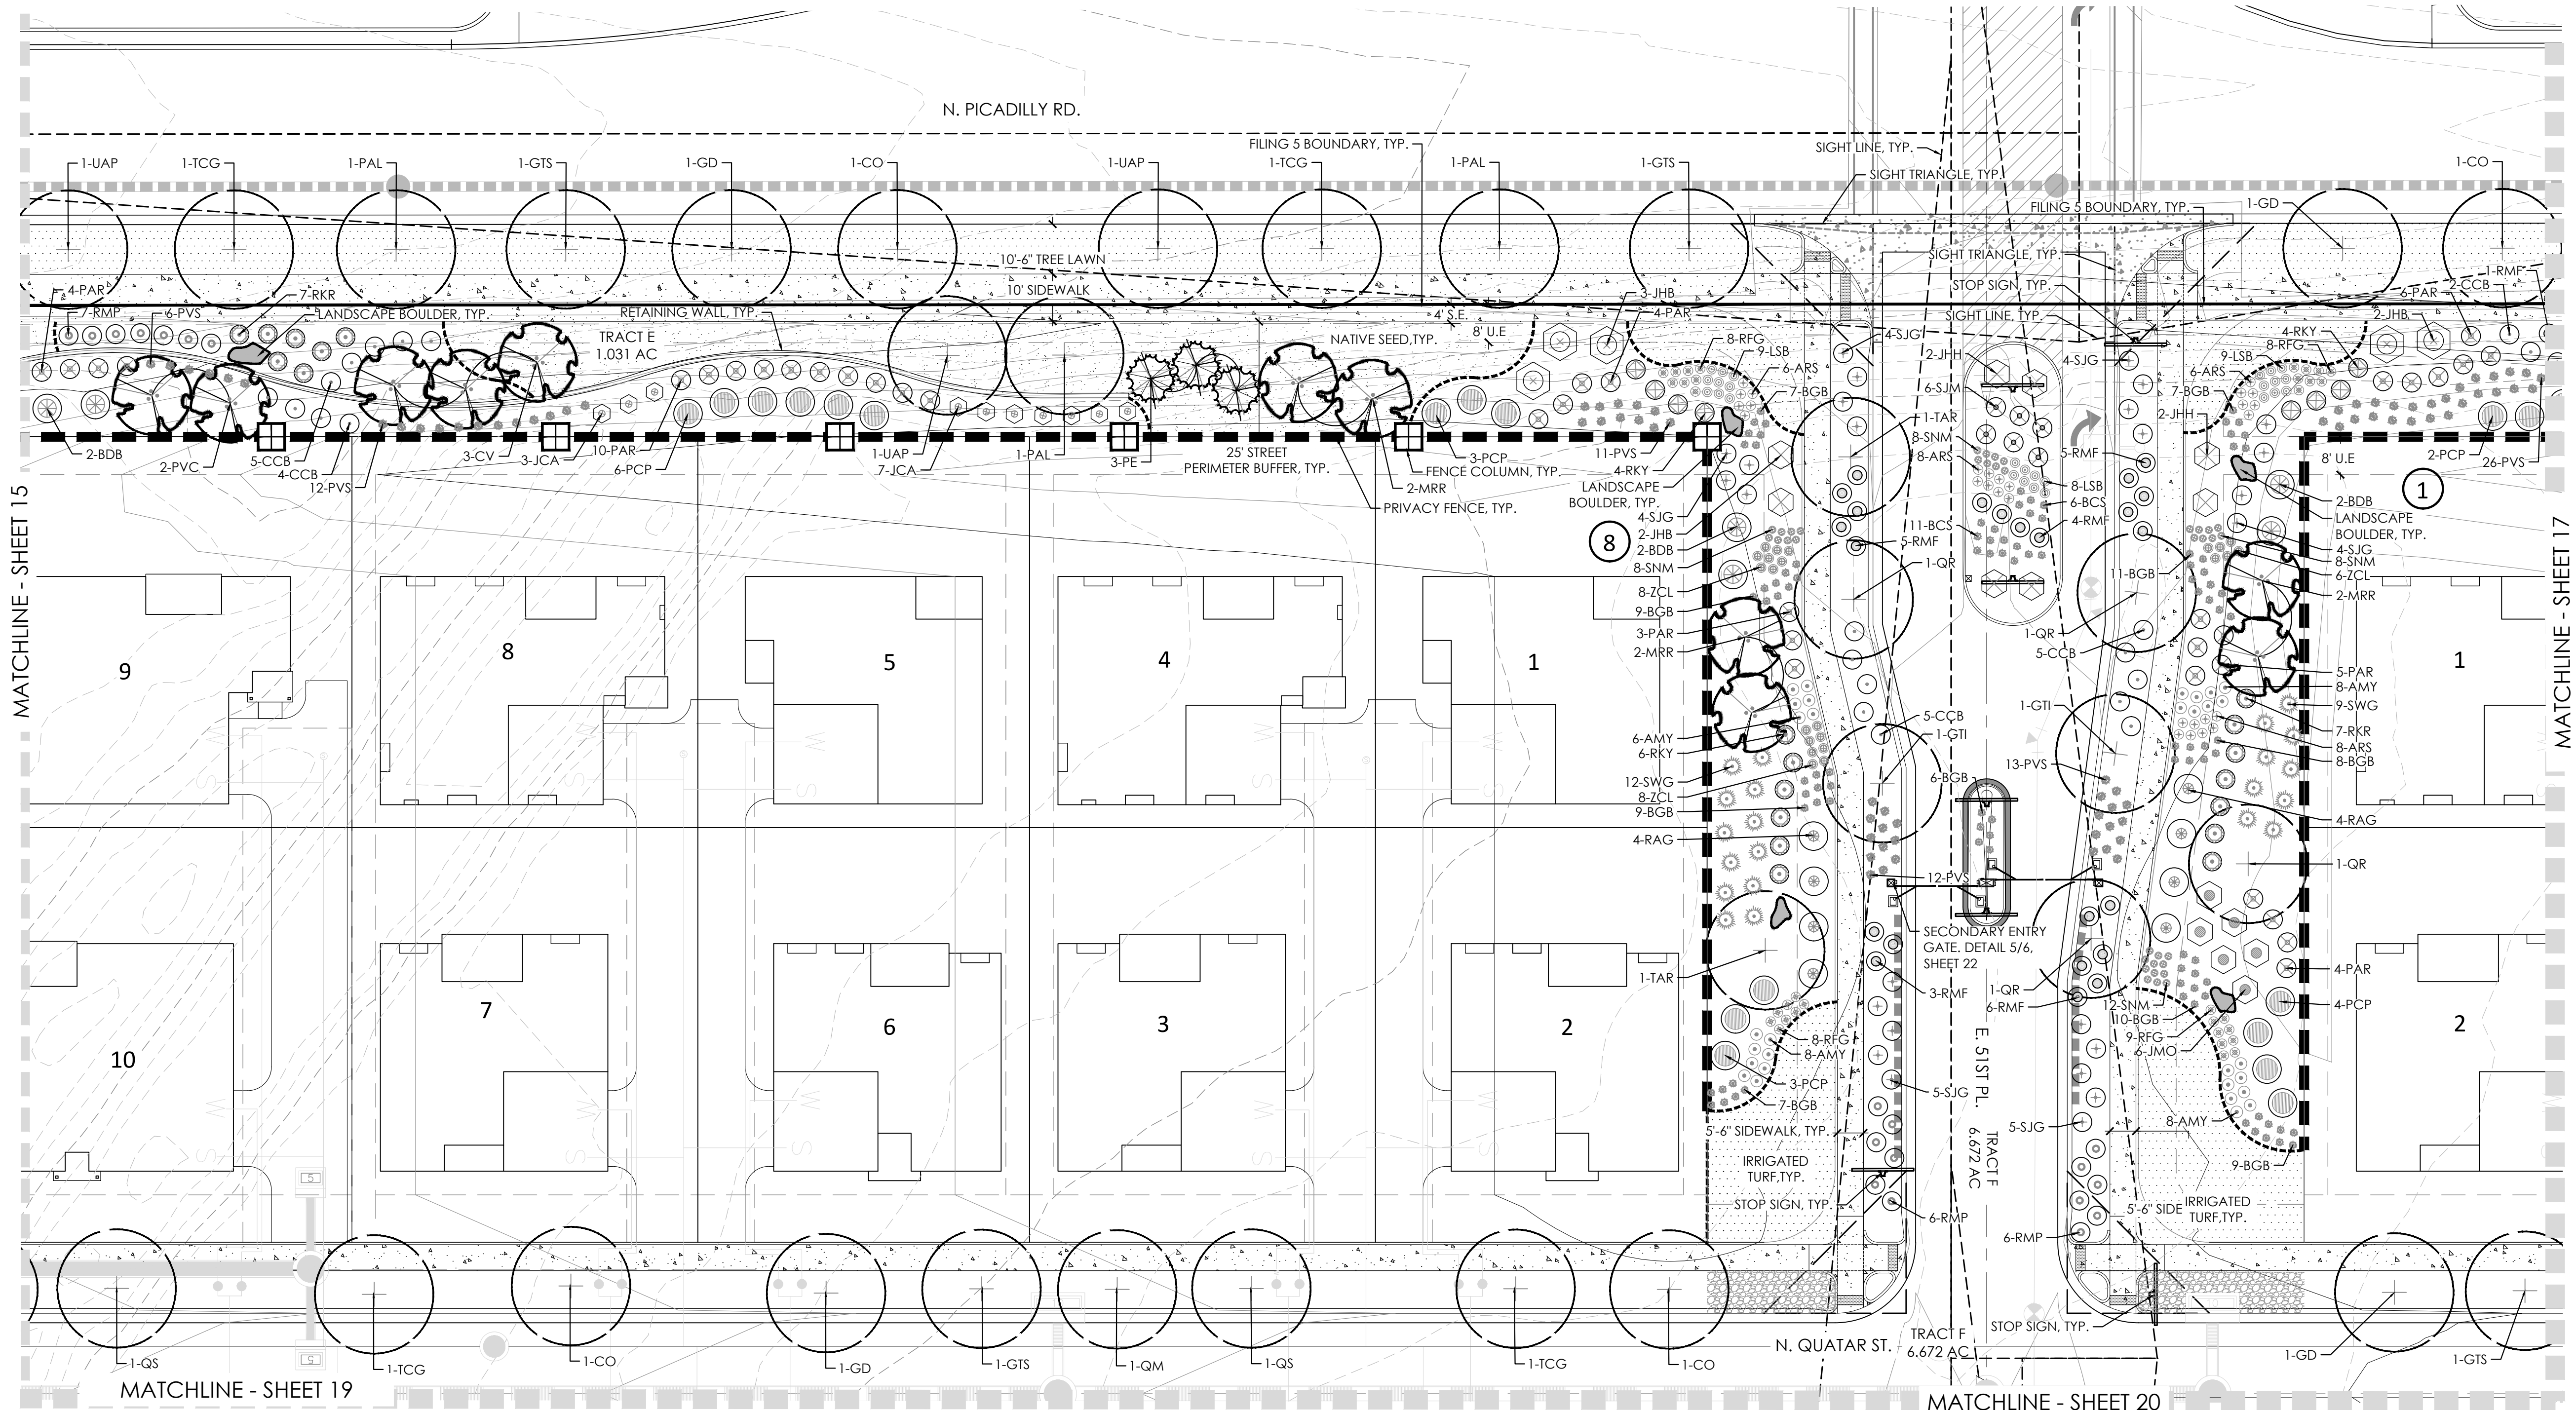 N. PICADILLY RD.
FILING 5 BOUNDARY, TYP.
SIGHT LINE, TYP.
1-UAP
1-TCG
1-PAL
1-GTS
1-GD
1-CO
1-UAP
1-TCG
1-PAL
1-GTS
1-CO
SIGHT TRIANGLE, TYP.
FILING 5 BOUNDARY, TYP.
1-GD
SIGHT TRIANGLE, TYP.
10'-6" TREE LAWN
10' SIDEWALK
STOP SIGN, TYP.
SIGHT LINE, TYP.
1-RMF
2-CCB
6-PAR
2-JHB
4-PAR
7-RKR
7-RMP
6-PVS
LANDSCAPE BOULDER, TYP.
RETAINING WALL, TYP.
TRACT E
1.031 AC
4' S.E.
8' U.E
NATIVE SEED,TYP.
3-JHB
4-PAR
8-RFG
9-LSB
6-ARS
7-BGB
4-SJG
2-JHH
6-SJM
4-SJG
4-RKY
8-RFG
9-LSB
6-ARS
7-BGB
2-JHH
1-TAR
8-SNM
8-ARS
5-RMF
8-LSB
6-BCS
4-RMF
11-BCS
5-RMF
1-QR
2-BDB
2-PVC
5-CCB
4-CCB
12-PVS
3-CV
3-JCA
10-PAR
6-PCP
1-UAP
7-JCA
1-PAL
3-PE
25' STREET
PERIMETER BUFFER, TYP.
3-PCP
FENCE COLUMN, TYP.
2-MRR
PRIVACY FENCE, TYP.
11-PVS
4-RKY
LANDSCAPE
BOULDER, TYP.
4-SJG
2-JHB
2-BDB
8-SNM
8-ZCL
9-BGB
3-PAR
2-MRR
6-AMY
6-RKY
12-SWG
8-ZCL
9-BGB
4-RAG
8
8' U.E
2-PCP
26-PVS
1
2-BDB
LANDSCAPE
BOULDER, TYP.
4-SJG
8-SNM
6-ZCL
2-MRR
11-BGB
1-QR
5-CCB
5-PAR
8-AMY
9-SWG
7-RKR
8-ARS
8-BGB
1-GTI
13-PVS
4-RAG
1-QR
5-CCB
1-GTI
6-BGB
12-PVS
SECONDARY ENTRY
GATE. DETAIL 5/6,
SHEET 22
1-TAR
3-RMF
1-QR
6-RMF
12-SNM
10-BGB
9-RFG
6-JMO
4-PAR
4-PCP
8-RFG
8-AMY
3-PCP
7-BGB
5-SJG
5-SJG
8-AMY
9-BGB
E. 51ST PL.
TRACT F
6.672 AC
5'-6" SIDEWALK, TYP.
IRRIGATED
TURF,TYP.
STOP SIGN, TYP.
6-RMP
6-RMP
5'-6" SIDE
IRRIGATED
TURF,TYP.
9
8
5
4
1
1
10
7
6
3
2
2
MATCHLINE - SHEET 15
MATCHLINE - SHEET 17
1-QS
1-TCG
1-CO
1-GD
1-GTS
1-QM
1-QS
1-TCG
1-CO
N. QUATAR ST.
TRACT F
6.672 AC
STOP SIGN, TYP.
1-GD
1-GTS
MATCHLINE - SHEET 19
MATCHLINE - SHEET 20